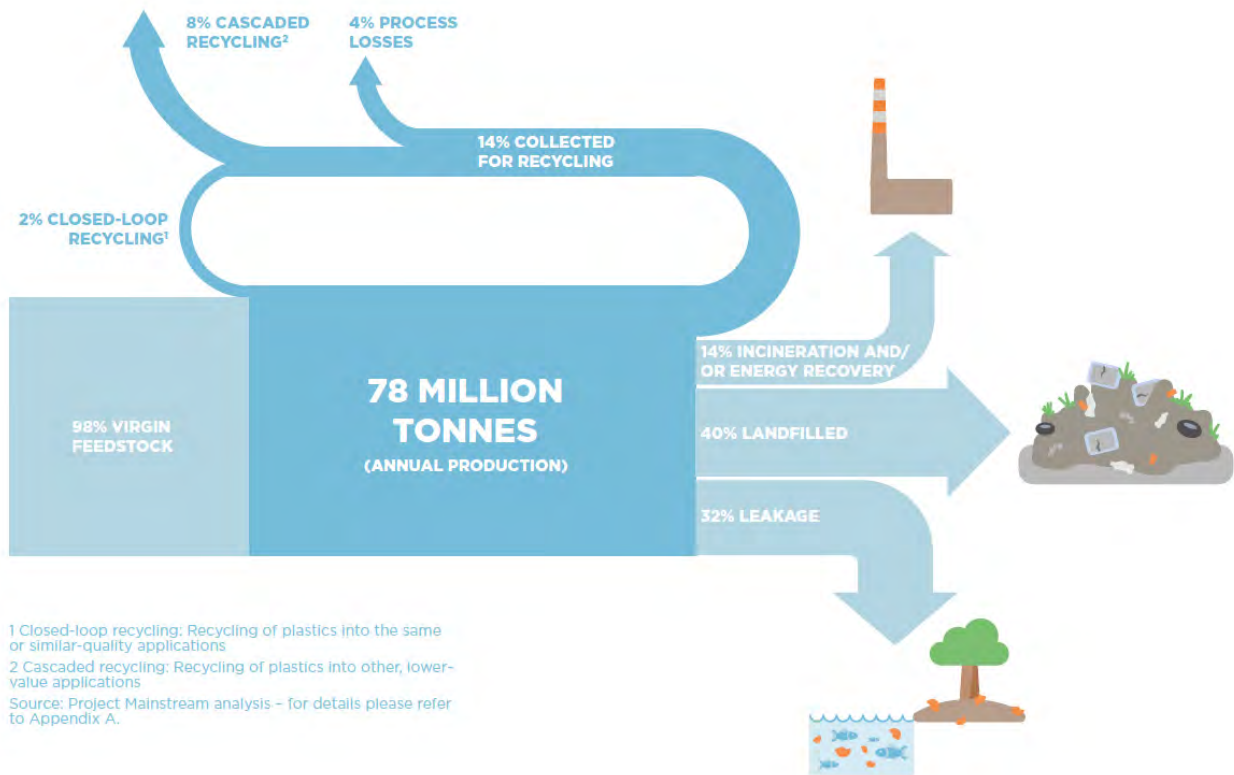 8% CASCADED
RECYCLING²
4% PROCESS
LOSSES
14% COLLECTED
FOR RECYCLING
2% CLOSED-LOOP
RECYCLING¹
98% VIRGIN
FEEDSTOCK
78 MILLION
TONNES
(ANNUAL PRODUCTION)
14% INCINERATION AND/
OR ENERGY RECOVERY
40% LANDFILLED
32% LEAKAGE
1 Closed-loop recycling: Recycling of plastics into the same
or similar-quality applications
2 Cascaded recycling: Recycling of plastics into other, lower-
value applications
Source: Project Mainstream analysis – for details please refer
to Appendix A.